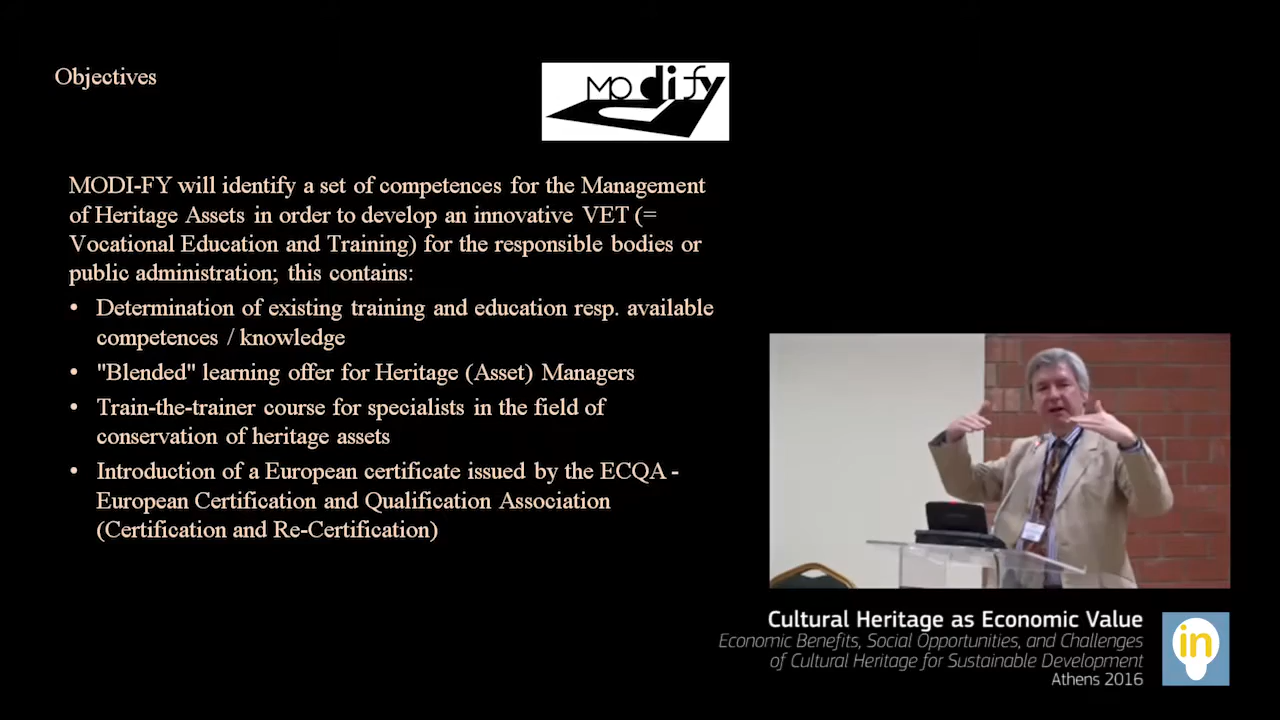 Objectives
MOdify
MODI-FY will identify a set of competences for the Management
of Heritage Assets in order to develop an innovative VET (=
Vocational Education and Training) for the responsible bodies or
public administration; this contains:
• Determination of existing training and education resp. available
competences / knowledge
• "Blended" learning offer for Heritage (Asset) Managers
• Train-the-trainer course for specialists in the field of
conservation of heritage assets
• Introduction of a European certificate issued by the ECQA -
European Certification and Qualification Association
(Certification and Re-Certification)
Cultural Heritage as Economic Value
Economic Benefits, Social Opportunities, and Challenges
of Cultural Heritage for Sustainable Development
Athens 2016
in